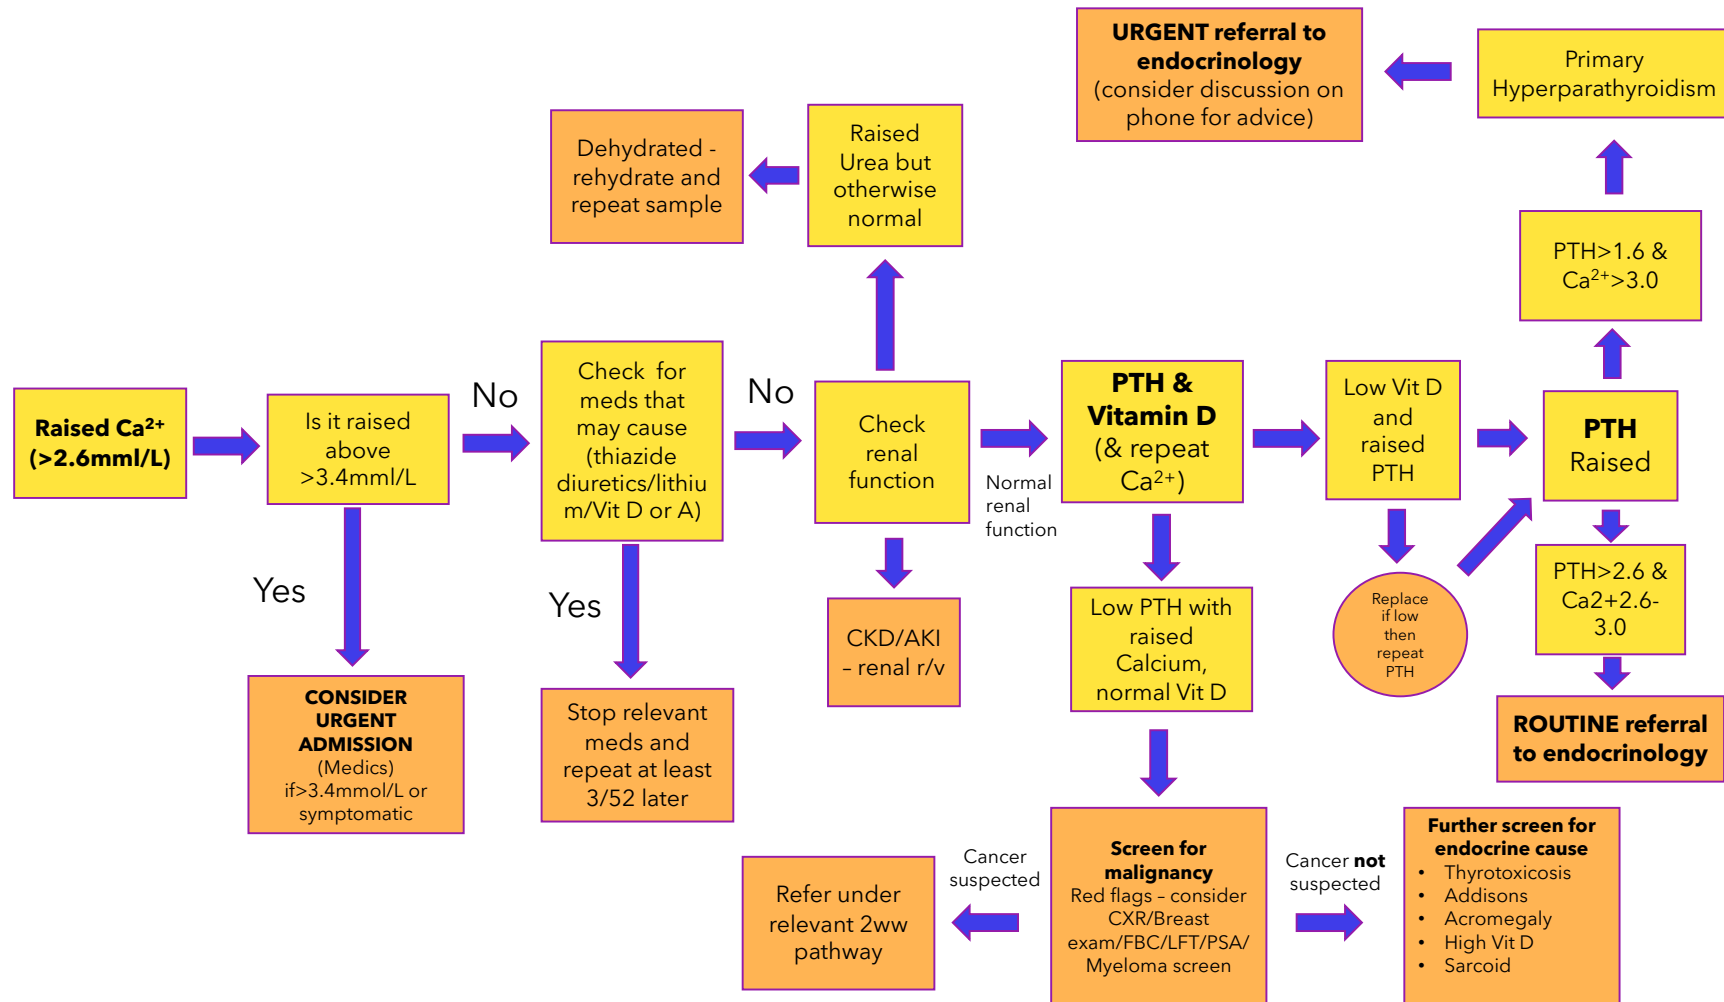 Raised Ca²⁺
(>2.6mml/L)
Is it raised
above
>3.4mml/L
Yes
CONSIDER
URGENT
ADMISSION
(Medics)
if>3.4mmol/L or
symptomatic
No
Check for
meds that
may cause
(thiazide
diuretics/lithiu
m/Vit D or A)
Yes
Stop relevant
meds and
repeat at least
3/52 later
No
Check
renal
function
Raised
Urea but
otherwise
normal
Dehydrated -
rehydrate and
repeat sample
CKD/AKI
– renal r/v
Normal
renal
function
PTH &
Vitamin D
(& repeat
Ca²⁺)
Low PTH with
raised
Calcium,
normal Vit D
Screen for
malignancy
Red flags – consider
CXR/Breast
exam/FBC/LFT/PSA/
Myeloma screen
Cancer
suspected
Refer under
relevant 2ww
pathway
Cancer not
suspected
Further screen for
endocrine cause
• Thyrotoxicosis
• Addisons
• Acromegaly
• High Vit D
• Sarcoid
Low Vit D
and
raised
PTH
Replace
if low
then
repeat
PTH
PTH
Raised
PTH>1.6 &
Ca²⁺>3.0
Primary
Hyperparathyroidism
URGENT referral to
endocrinology
(consider discussion on
phone for advice)
PTH>2.6 &
Ca2+2.6-
3.0
ROUTINE referral
to endocrinology